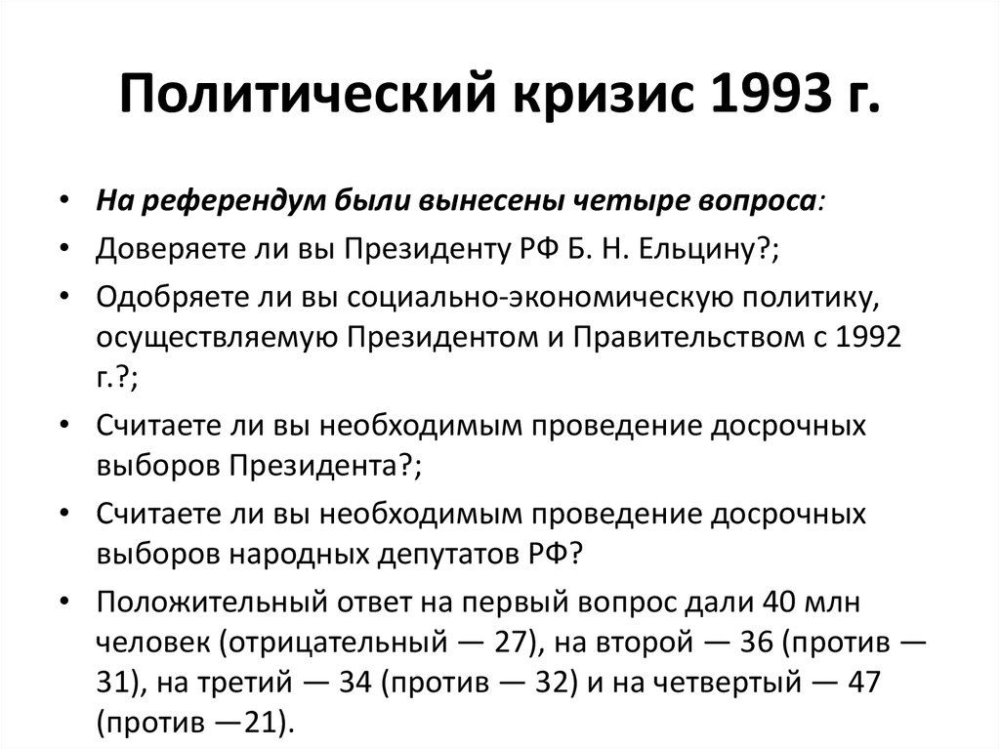 Политический кризис 1993 г.
• На референдум были вынесены четыре вопроса:
• Доверяете ли вы Президенту РФ Б. Н. Ельцину?;
• Одобряете ли вы социально-экономическую политику,
осуществляемую Президентом и Правительством с 1992
г.?;
• Считаете ли вы необходимым проведение досрочных
выборов Президента?;
• Считаете ли вы необходимым проведение досрочных
выборов народных депутатов РФ?
• Положительный ответ на первый вопрос дали 40 млн
человек (отрицательный — 27), на второй — 36 (против —
31), на третий — 34 (против — 32) и на четвертый — 47
(против —21).